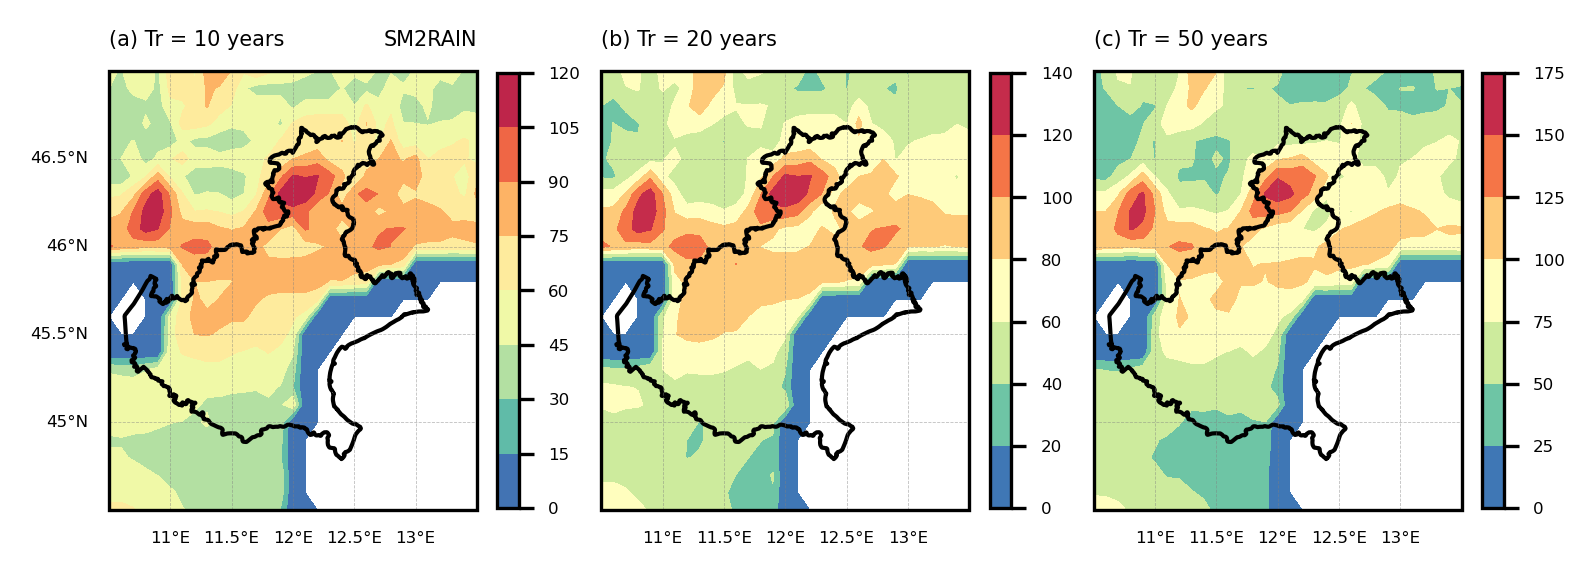 (a) Tr = 10 years SM2RAIN
(b) Tr = 20 years
(c) Tr = 50 years
46.5°N
46°N
45.5°N
45°N
11°E 11.5°E 12°E 12.5°E 13°E
120
105
90
75
60
45
30
15
0
11°E 11.5°E 12°E 12.5°E 13°E
140
120
100
80
60
40
20
0
11°E 11.5°E 12°E 12.5°E 13°E
175
150
125
100
75
50
25
0